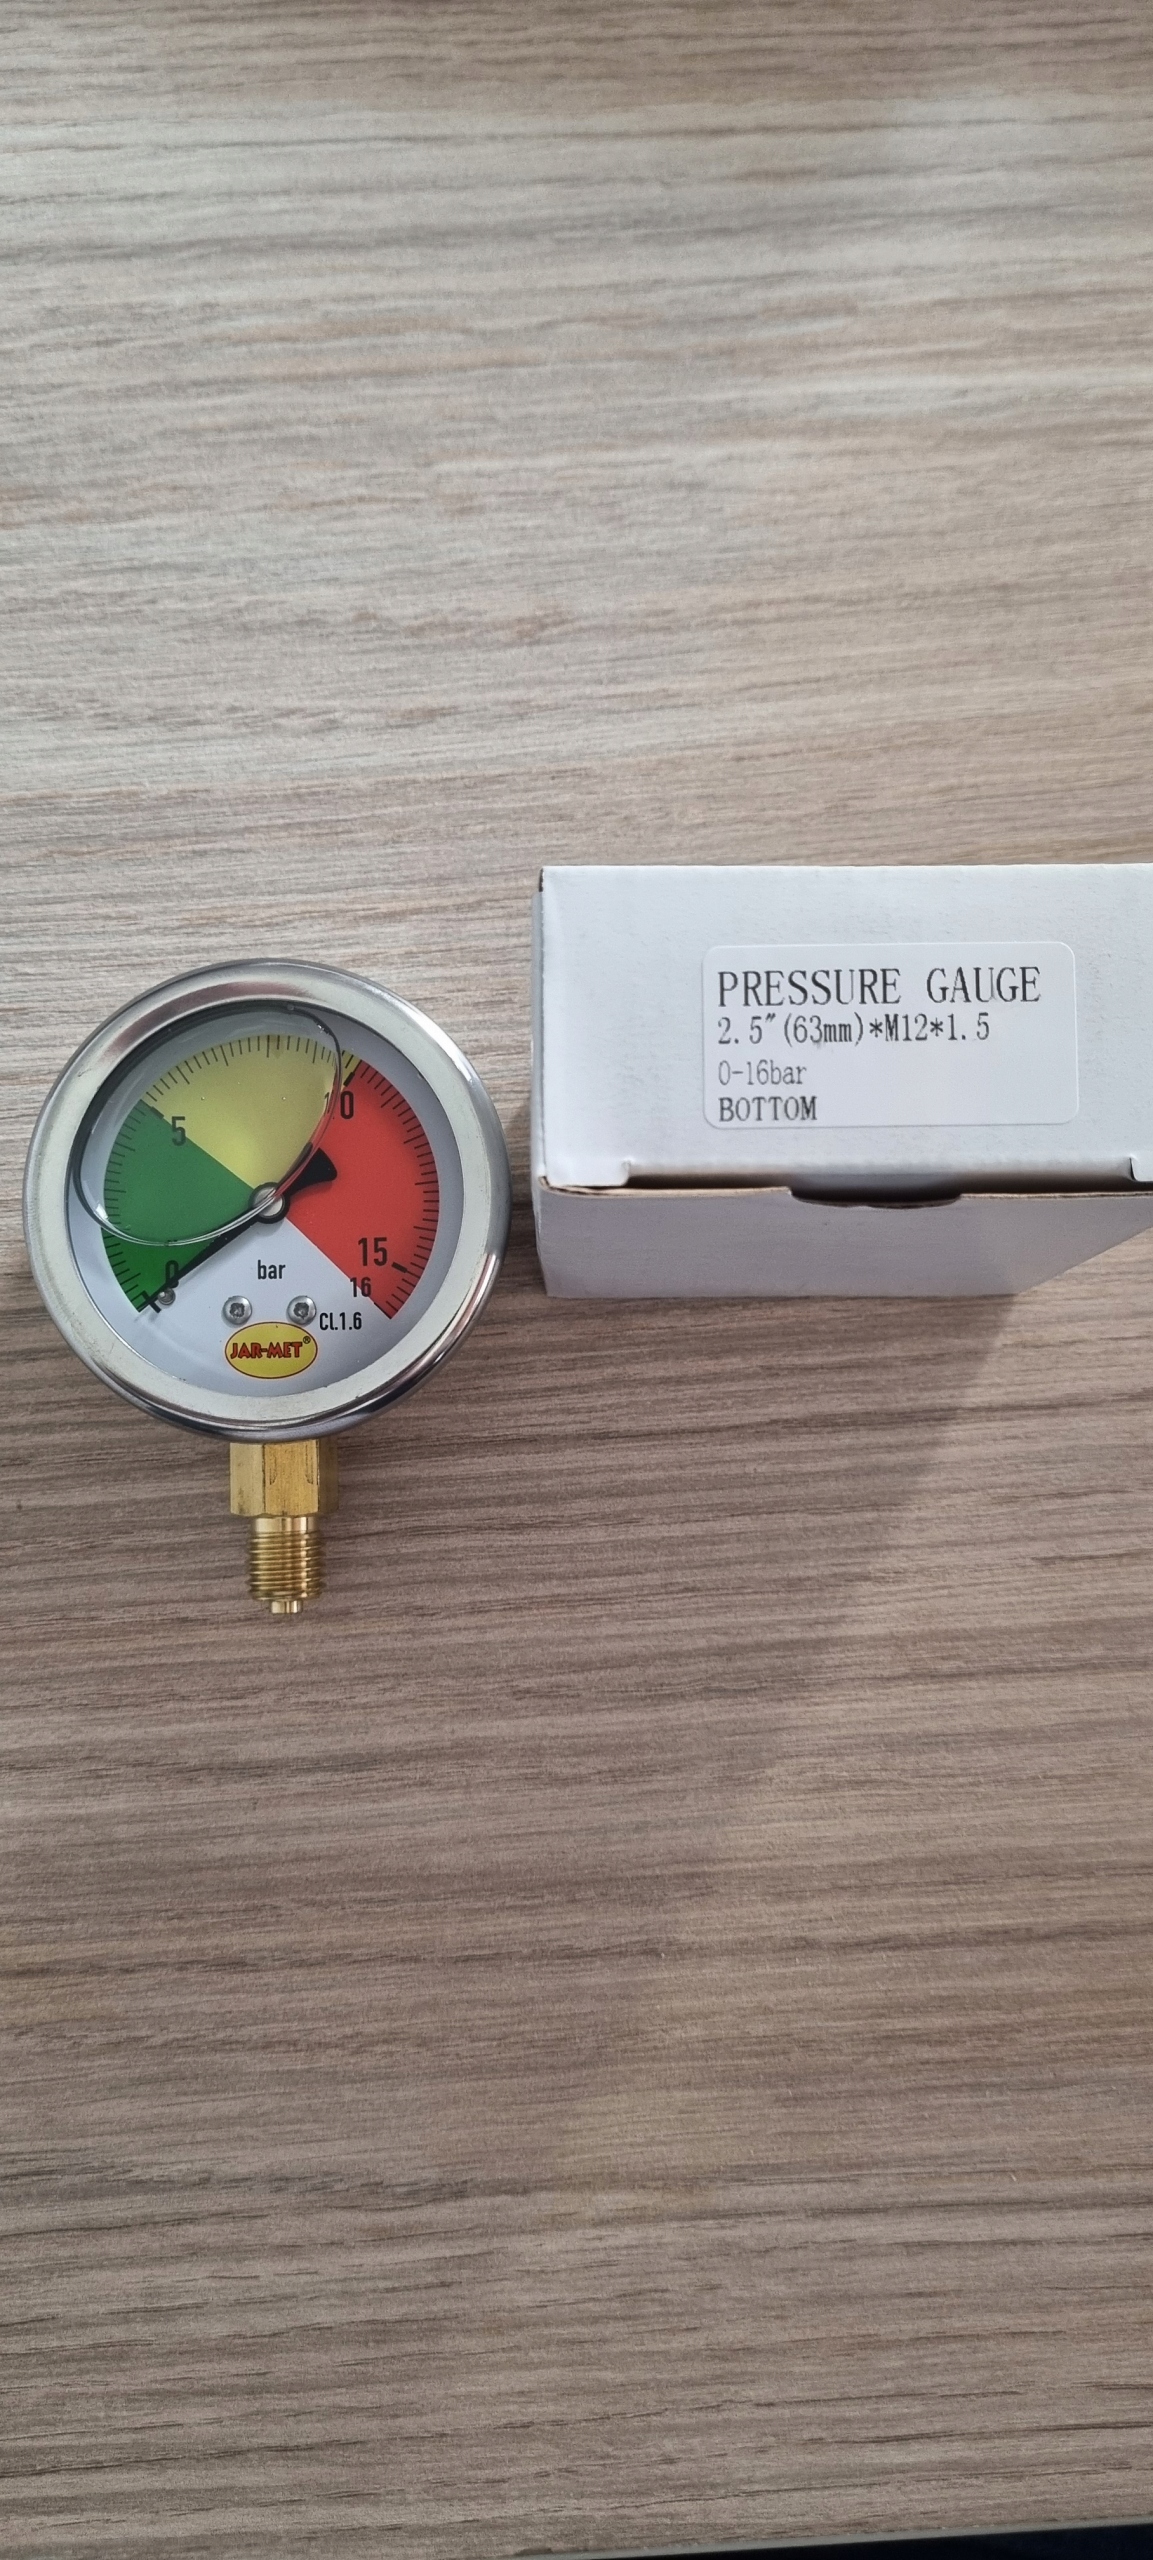 5
10
0
15
16
bar
CL.1.6
JAR-MET®
PRESSURE GAUGE
2.5"(63mm)*M12*1.5
0-16bar
BOTTOM